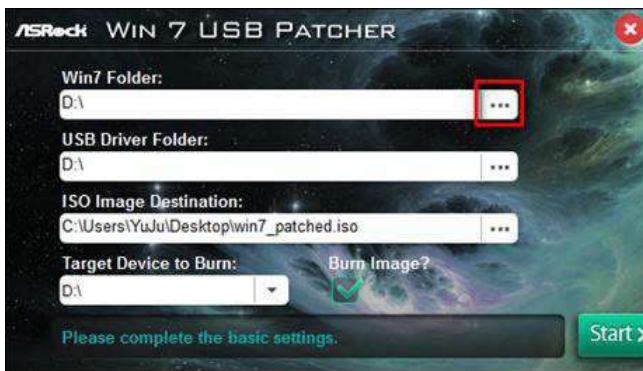 ASRock WIN 7 USB PATCHER
Win7 Folder:
D:\
USB Driver Folder:
D:\
ISO Image Destination:
C:\Users\YuJu\Desktop\win7_patched.iso
Target Device to Burn: Burn Image?
D:\
Please complete the basic settings. Start